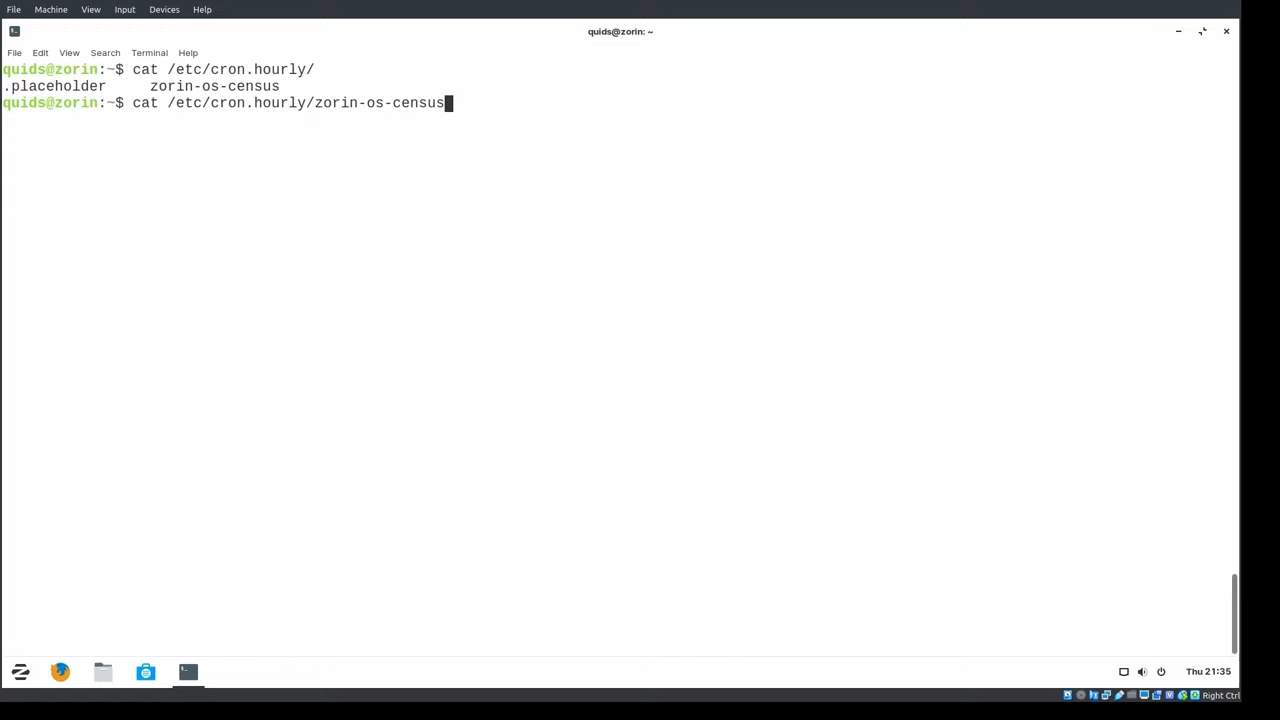 File Machine View Input Devices Help
quids@zorin: ~
File Edit View Search Terminal Help
quids@zorin:~$ cat /etc/cron.hourly/
.placeholder zorin-os-census
quids@zorin:~$ cat /etc/cron.hourly/zorin-os-census
Thu 21:35
Right Ctrl